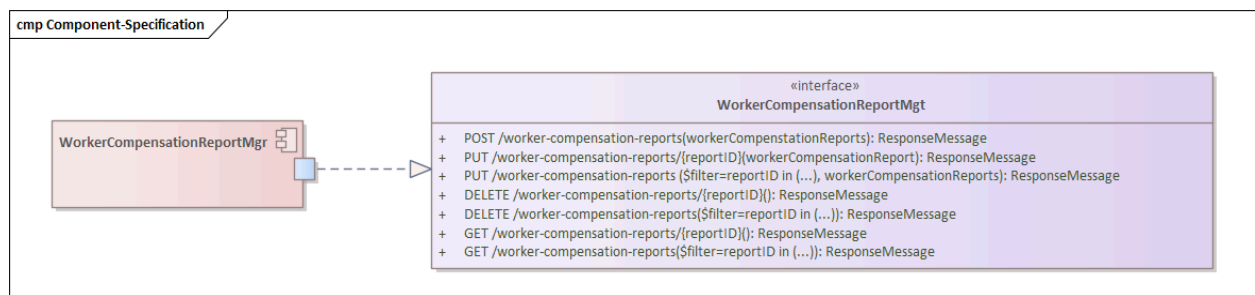 cmp Component-Specification
WorkerCompensationReportMgr
«interface»
WorkerCompensationReportMgt
+ POST /worker-compensation-reports(workerCompenstationReports): ResponseMessage
+ PUT /worker-compensation-reports/{reportID}(workerCompensationReport): ResponseMessage
+ PUT /worker-compensation-reports ($filter=reportID in (...), workerCompensationReports): ResponseMessage
+ DELETE /worker-compensation-reports/{reportID}(): ResponseMessage
+ DELETE /worker-compensation-reports($filter=reportID in (...)): ResponseMessage
+ GET /worker-compensation-reports/{reportID}(): ResponseMessage
+ GET /worker-compensation-reports($filter=reportID in (...)): ResponseMessage